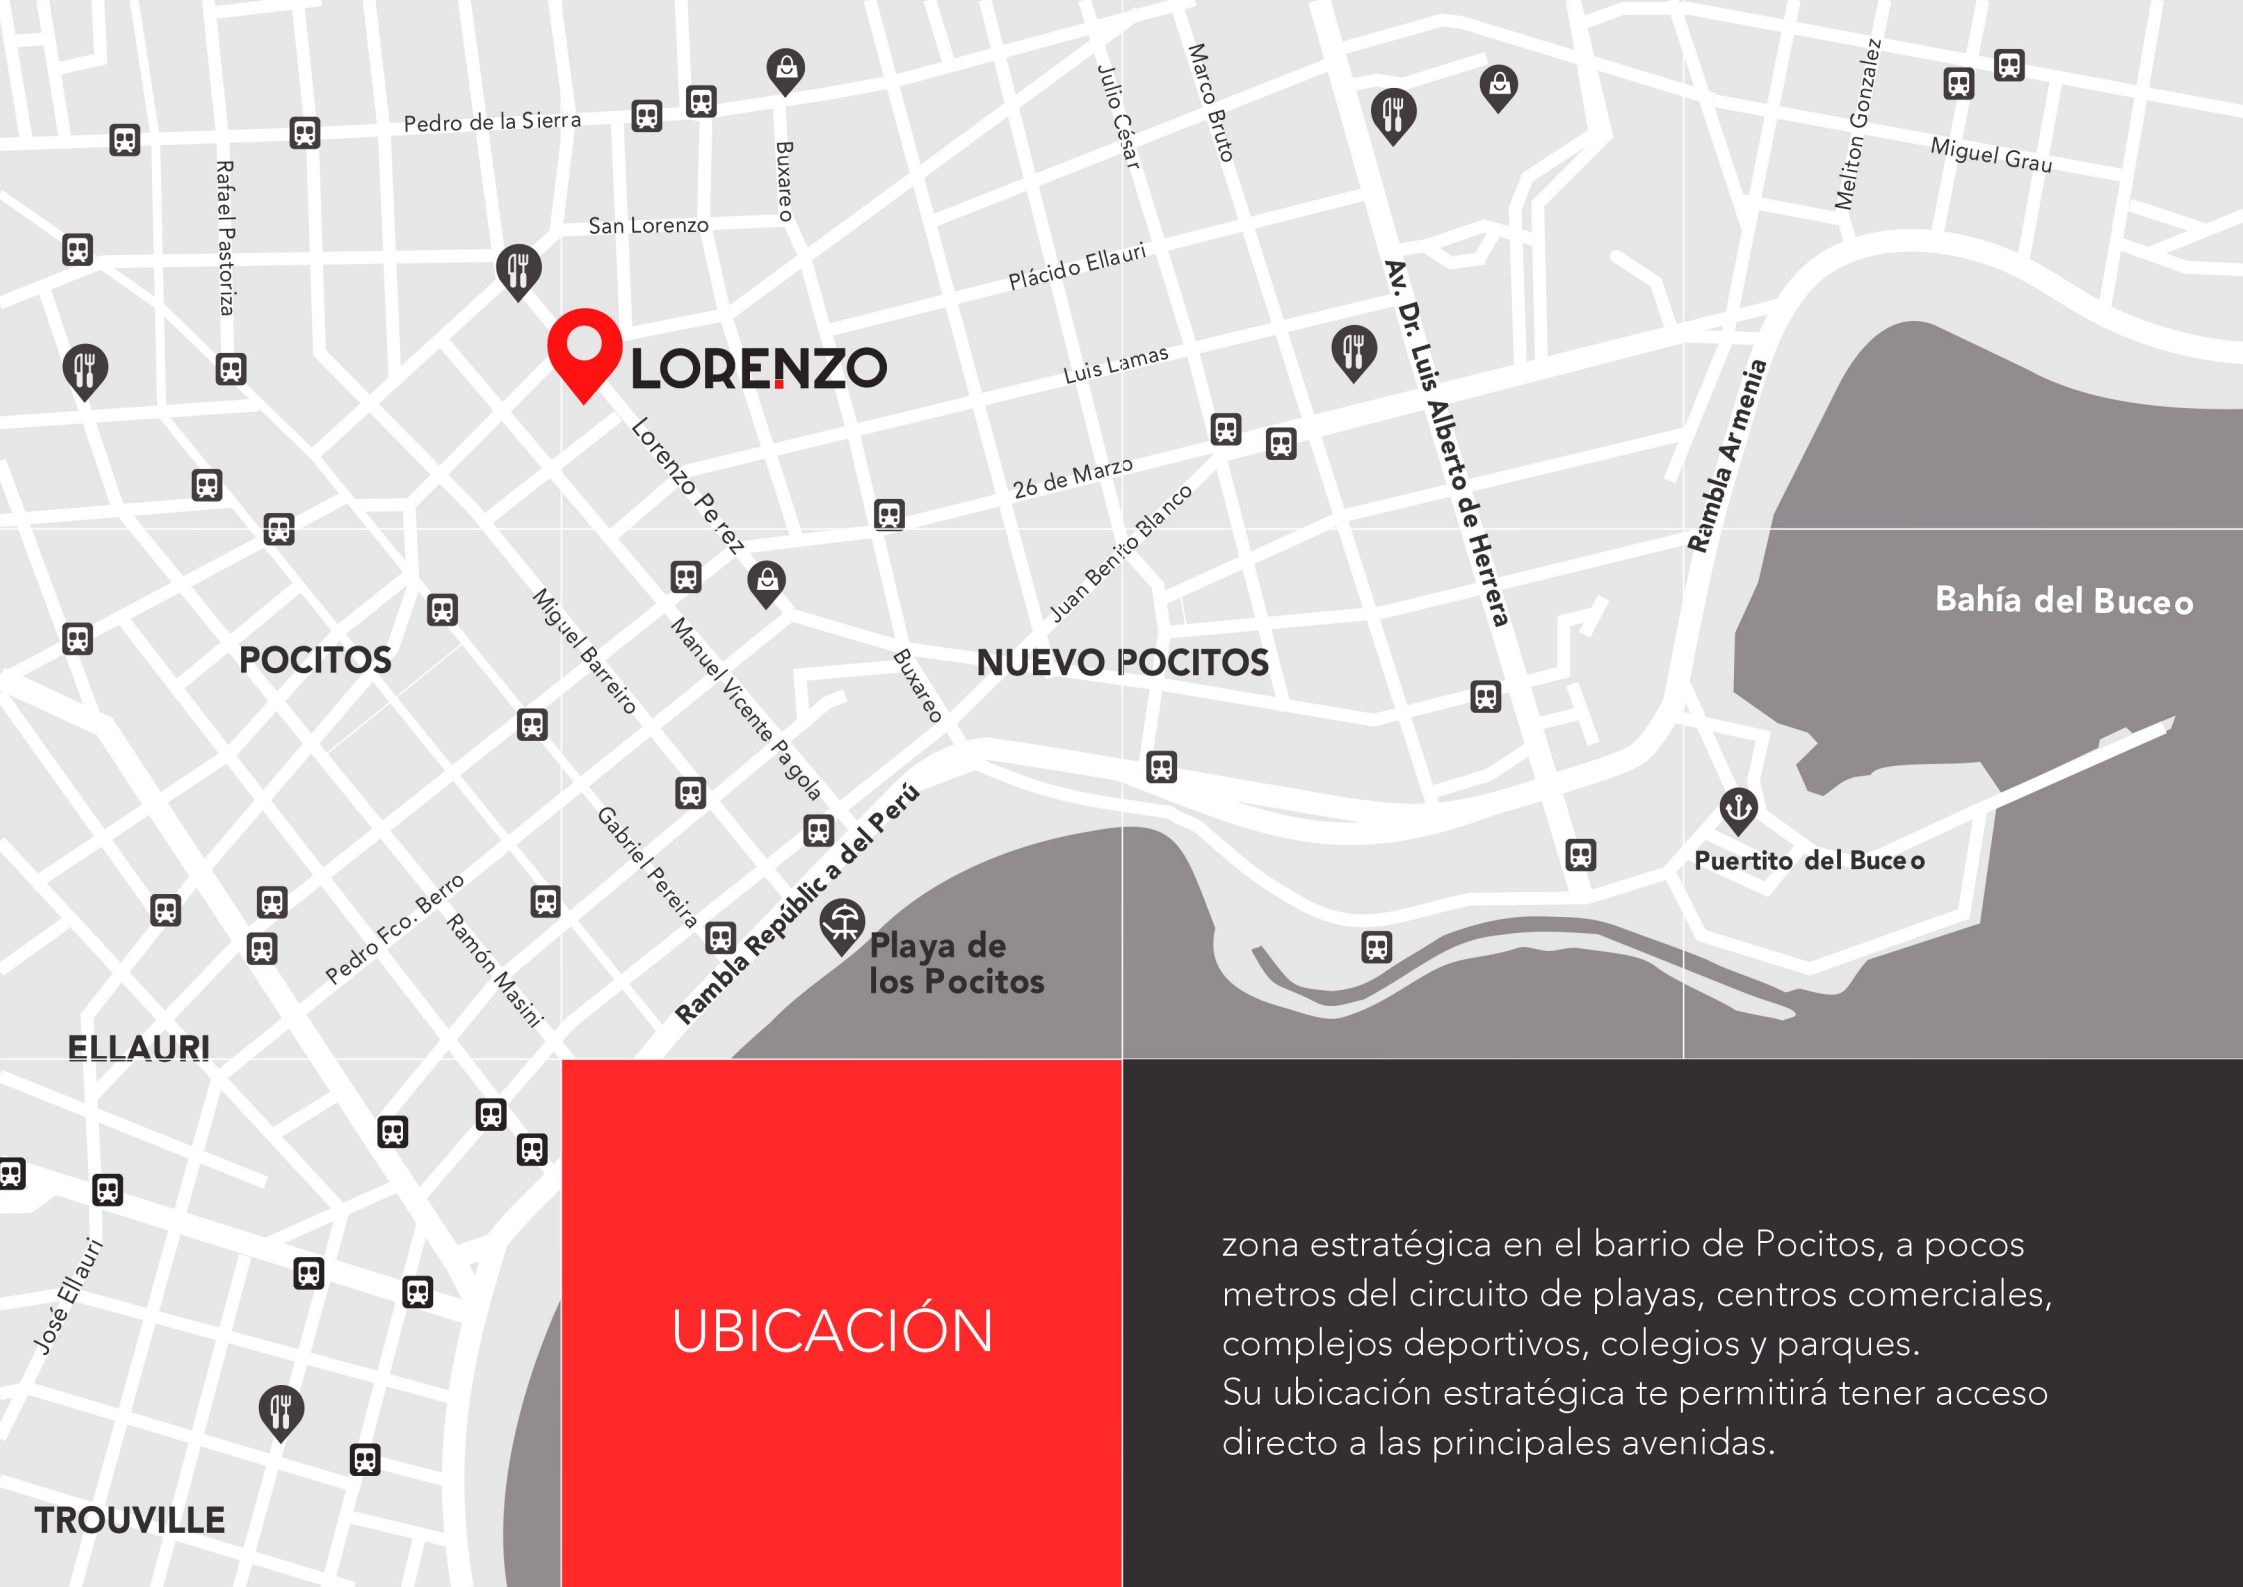 Pedro de la Sierra
Rafael Pastoriza
San Lorenzo
Buxareo
Julio César
Marco Bruto
Meliton Gonzalez
Miguel Grau
Plácido Ellauri
Luis Lamas
26 de Marzo
Av. Dr. Luis Alberto de Herrera
Rambla Armenia
LORENZO
Lorenzo Perez
Juan Benito Blanco
Bahía del Buceo
POCITOS
NUEVO POCITOS
Miguel Barreiro
Manuel Vicente Pagola
Buxareo
Gabriel Pereira
Rambla Republica del Perú
Puertito del Buceo
Pedro Fco. Berro
Ramón Masini
Playa de
los Pocitos
ELLAURI
José Ellauri
TROUVILLE
UBICACIÓN
zona estratégica en el barrio de Pocitos, a pocos
metros del circuito de playas, centros comerciales,
complejos deportivos, colegios y parques.
Su ubicación estratégica te permitirá tener acceso
directo a las principales avenidas.